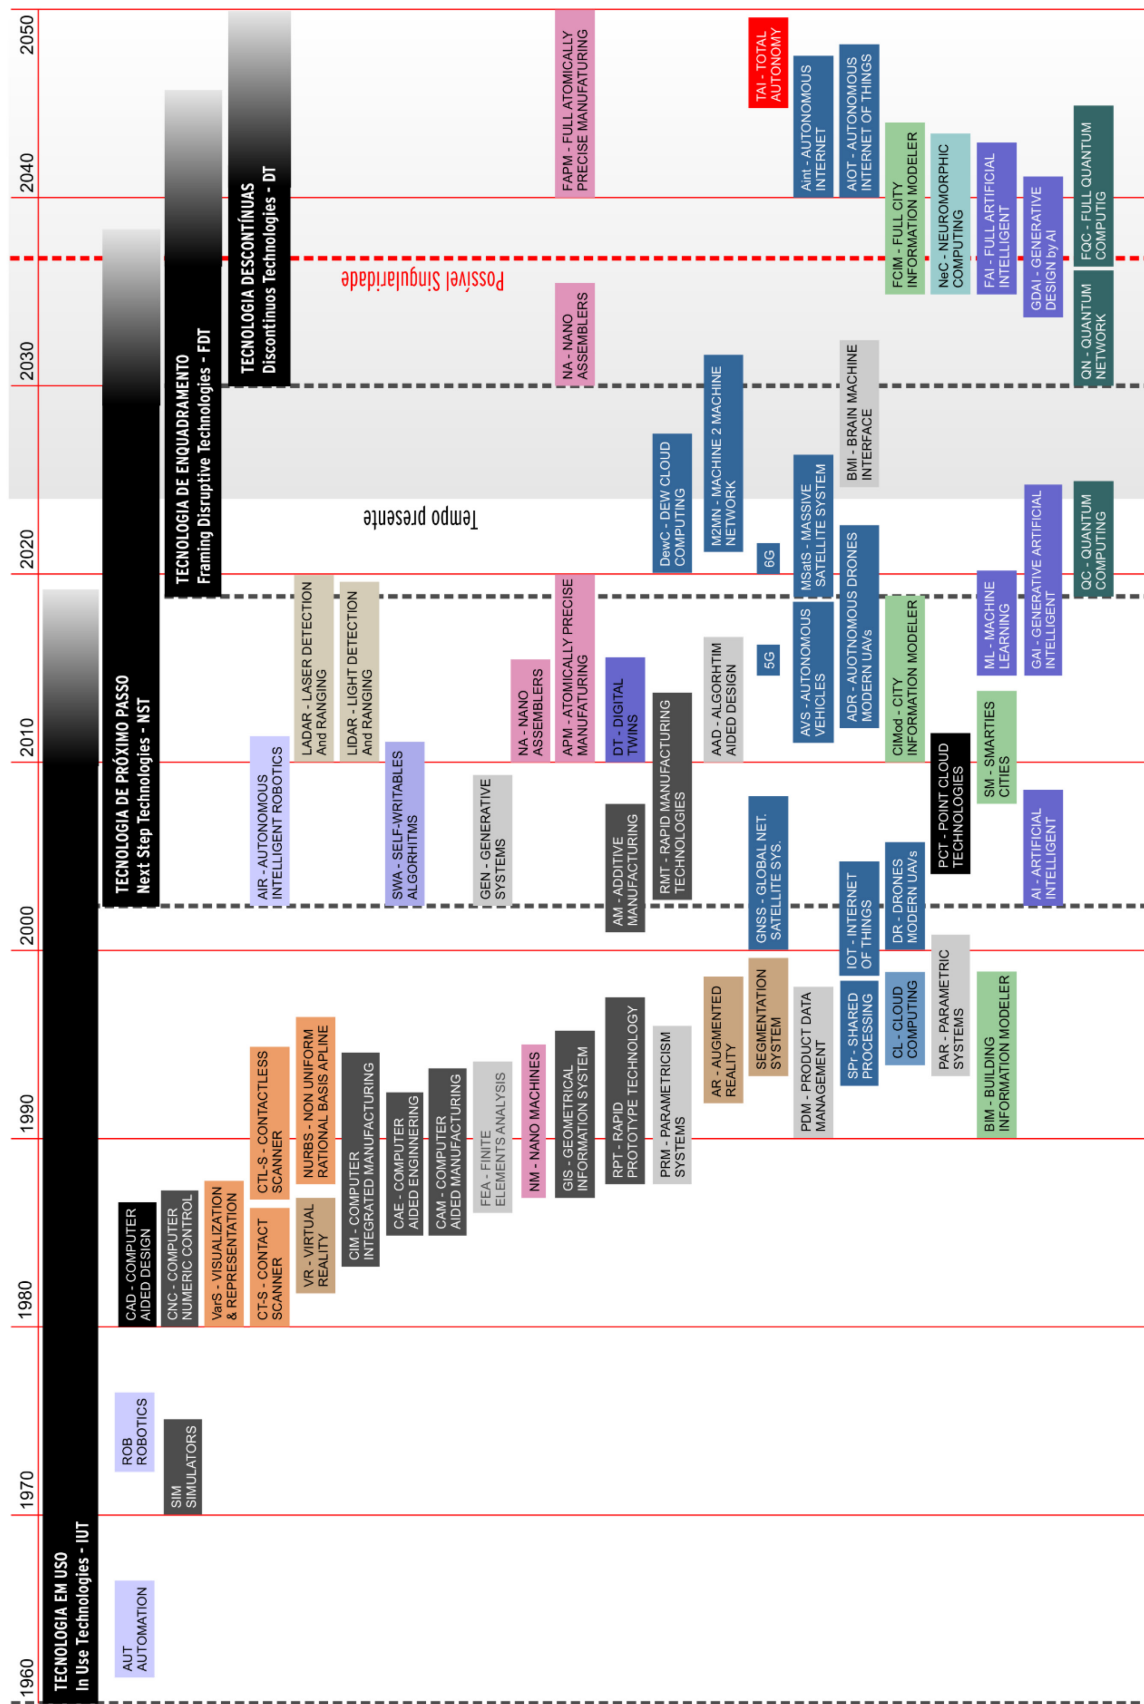 1960
1970
1980
1990
2000
2010
2020
2030
2040
2050
TECNOLOGIA EM USO
In Use Technologies - IUT
TECNOLOGIA DE PRÓXIMO PASSO
Next Step Technologies - NST
TECNOLOGIA DE ENQUADRAMENTO
Framing Disruptive Technologies - FDT
TECNOLOGIA DESCONTÍNUAS
Discontinuos Technologies - DT
AUT
AUTOMATION
ROB
ROBOTICS
CAD - COMPUTER
AIDED DESIGN
SIM
SIMULATORS
CNC - COMPUTER
NUMERIC CONTROL
VarS - VISUALIZATION
& REPRESENTATION
CT-S - CONTACT
SCANNER
CTL-S - CONTACTLESS
SCANNER
AIR - AUTONOMOUS
INTELLIGENT ROBOTICS
VR - VIRTUAL
REALITY
NURBS - NON UNIFORM
RATIONAL BASIS APLINE
LADAR - LASER DETECTION
And RANGING
CIM - COMPUTER
INTEGRATED MANUFACTURING
LIDAR - LIGHT DETECTION
And RANGING
Possível Singularidade
Tempo presente
CAE - COMPUTER
AIDED ENGINNERING
SWA - SELF-WRITABLES
ALGORHITMS
CAM - COMPUTER
AIDED MANUFACTURING
FEA - FINITE
ELEMENTS ANALYSIS
GEN - GENERATIVE
SYSTEMS
NM - NANO MACHINES
NA - NANO
ASSEMBLERS
GIS - GEOMETRICAL
INFORMATION SYSTEM
APM - ATOMICALLY PRECISE
MANUFATURING
NA - NANO
ASSEMBLERS
FAPM - FULL ATOMICALLY
PRECISE MANUFATURING
RPT - RAPID
PROTOTYPE TECHNOLOGY
AM - ADDITIVE
MANUFACTURING
DT - DIGITAL
TWINS
PRM - PARAMETRICISM
SYSTEMS
RMT - RAPID MANUFACTURING
TECHNOLOGIES
DewC - DEW CLOUD
COMPUTING
AR - AUGMENTED
REALITY
AAD - ALGORHTIM
AIDED DESIGN
M2MN - MACHINE 2 MACHINE
NETWORK
SEGMENTATION
SYSTEM
GNSS - GLOBAL NET.
SATELLITE SYS.
5G
6G
TAI - TOTAL
AUTONOMY
PDM - PRODUCT DATA
MANAGEMENT
AVS - AUTONOMOUS
VEHICLES
MSatS - MASSIVE
SATELLITE SYSTEM
Aint - AUTONOMOUS
INTERNET
SPr - SHARED
PROCESSING
IOT - INTERNET
OF THINGS
ADR - AUOTNOMOUS DRONES
MODERN UAVs
BMI - BRAIN MACHINE
INTERFACE
AIOT - AUTONOMOUS
INTERNET OF THINGS
CL - CLOUD
COMPUTING
DR - DRONES
MODERN UAVs
CIMod - CITY
INFORMATION MODELER
FCIM - FULL CITY
INFORMATION MODELER
PAR - PARAMETRIC
SYSTEMS
PCT - POINT CLOUD
TECHNOLOGIES
NeC - NEUROMORPHIC
COMPUTING
BIM - BUILDING
INFORMATION MODELER
SM - SMARTIES
CITIES
ML - MACHINE
LEARNING
FAI - FULL ARTIFICIAL
INTELLIGENT
AI - ARTIFICIAL
INTELLIGENT
GAI - GENERATIVE ARTIFICIAL
INTELLIGENT
GDAI - GENERATIVE
DESIGN by AI
QC - QUANTUM
COMPUTING
QN - QUANTUM
NETWORK
FQC - FULL QUANTUM
COMPUTIG